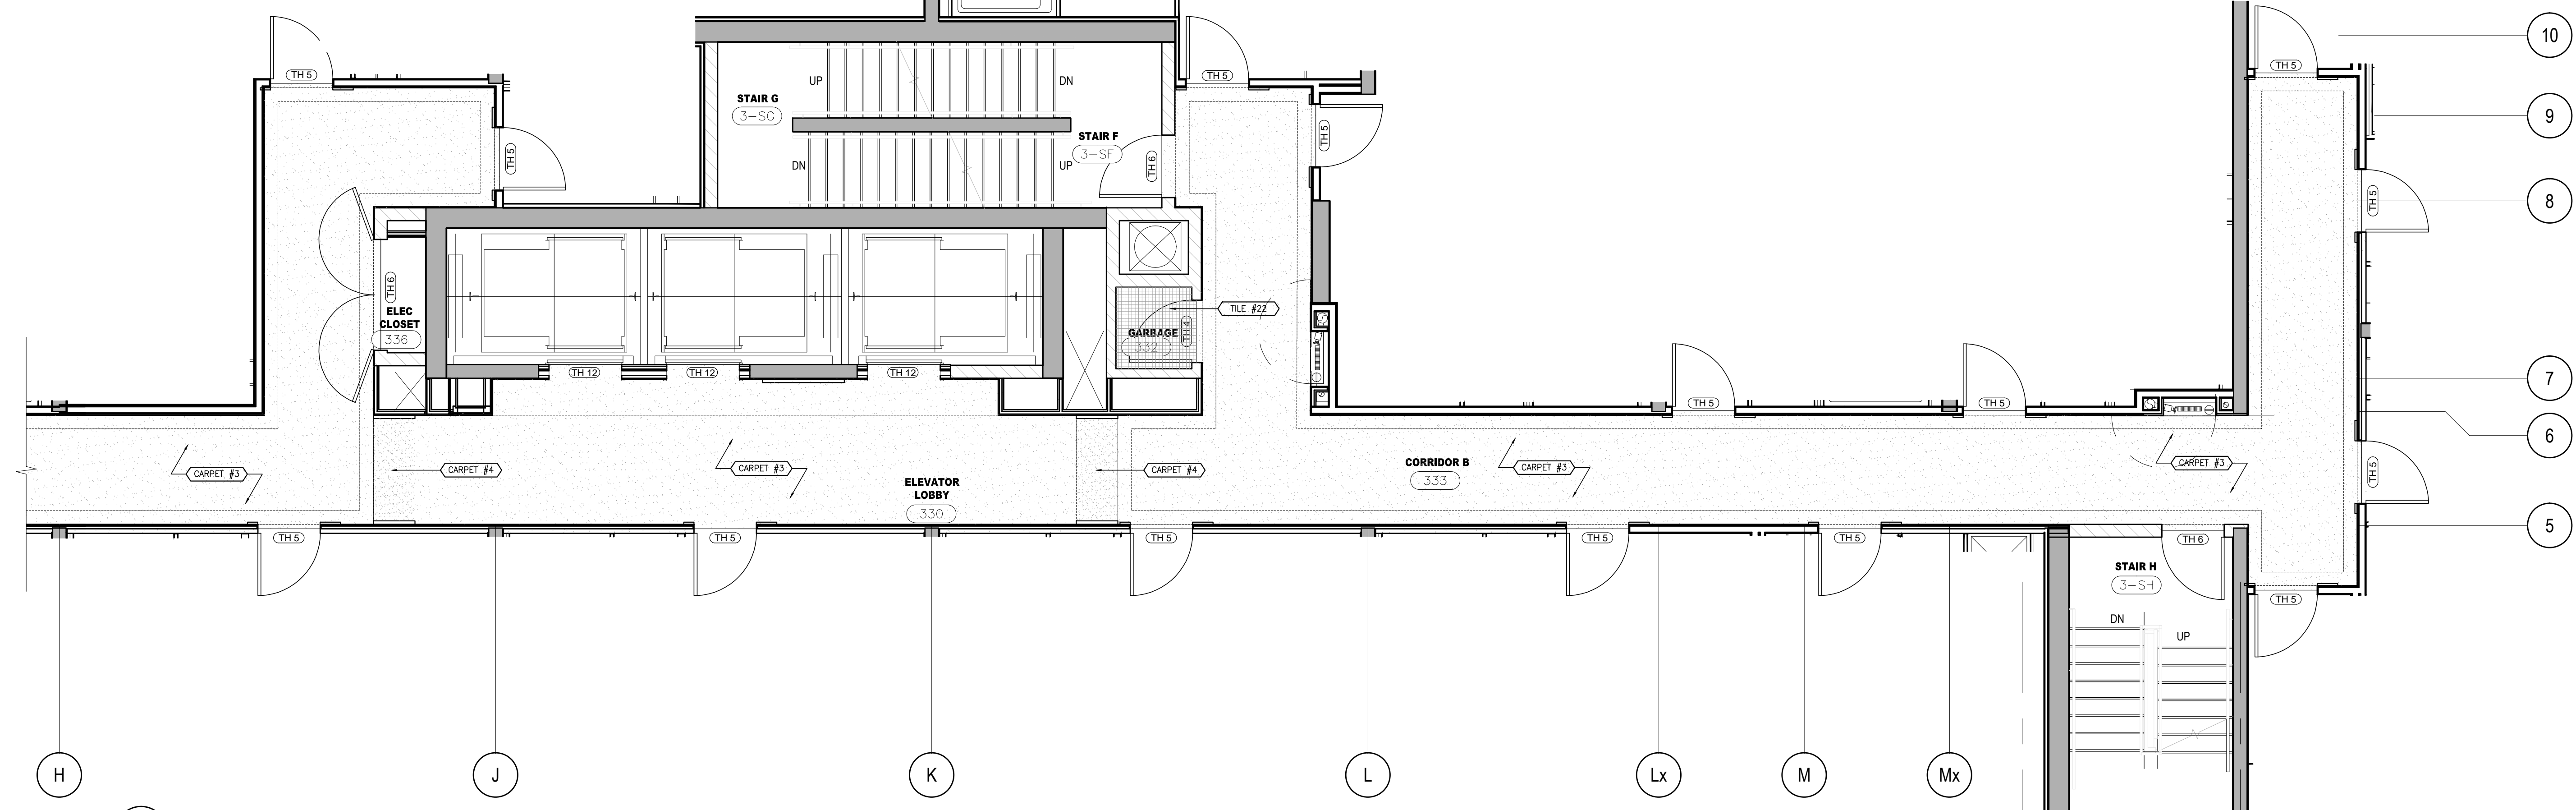 10
TH 5
TH 5
TH 5
UP
DN
STAIR G
3-SG
9
TH 5
STAIR F
3-SF
TH 5
DN
UP
TH 6
8
TH 5
TH 6
ELEC
CLOSET
336
TILE #22
GARBAGE
332
TH 4
TH 12
TH 12
TH 12
7
TH 5
TH 5
6
CARPET #3
CARPET #4
CARPET #3
CARPET #4
CORRIDOR B
333
CARPET #3
CARPET #3
TH 5
ELEVATOR
LOBBY
330
5
TH 5
TH 5
TH 5
TH 5
TH 5
TH 6
STAIR H
3-SH
TH 5
DN
UP
H
J
K
L
Lx
M
Mx